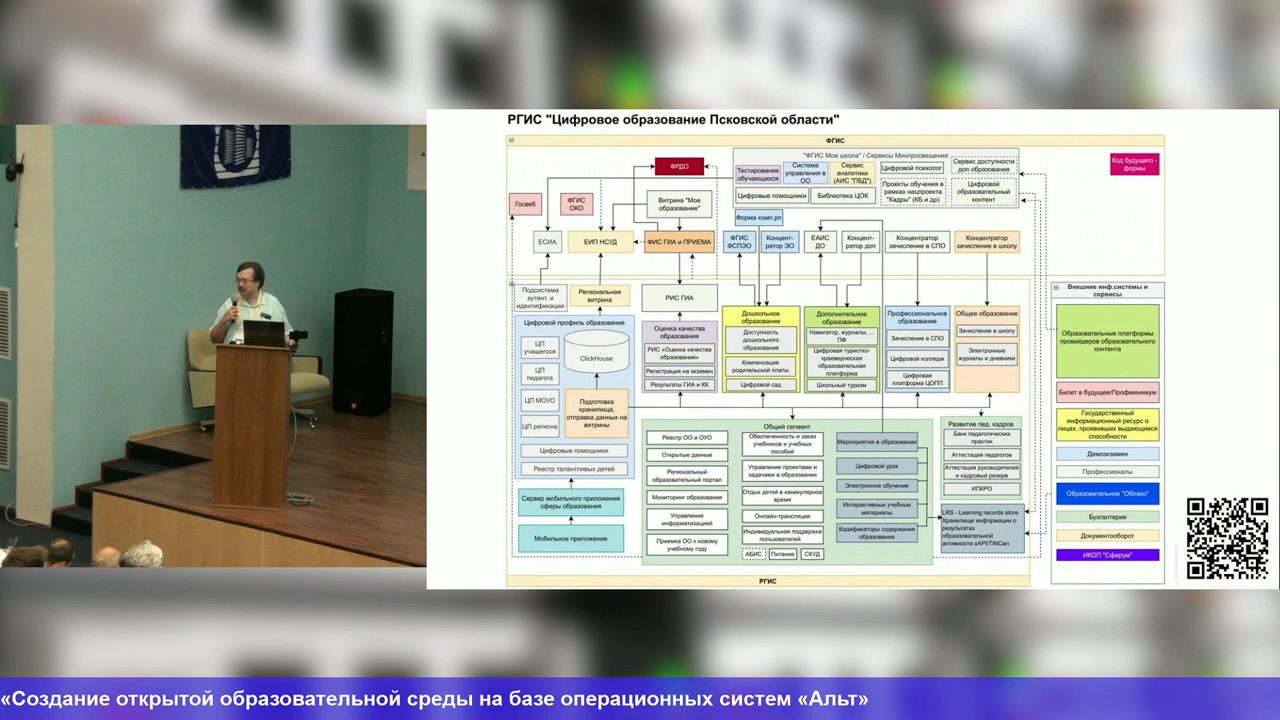 РГИС "Цифровое образование Псковской области"
ФГИС
"ФГИС Моя школа" / Сервисы Минпросвещения
ФРДО
Тестирование
обучающихся
Система
управления в
ОО
Сервис
аналитики
(АИС "ПБД")
Цифровой психолог
Сервис доступности
доп.образования
Цифровые помощники
Библиотека ЦОК
Проекты обучения в
рамках нацпроекта
"Кадры" (КБ и др)
Цифровой
образовательный
контент
Код будущего -
формы
Госвеб
ФГИС
ОКО
Витрина "Мое
образование"
Форма комп.рп
ЕСИА
ЕИП НСУД
ФИС ГИА и ПРИЕМА
ФГИС
ФСПЭО
Концент-
ратор ЭО
ЕАИС
ДО
Концент-
ратор доп
Концентратор
зачисление в СПО
Концентратор
зачисление в школу
Подсистема
аутент. и
идентификации
Региональная
витрина
РИС ГИА
Цифровой профиль образования
ЦП
учащегося
ЦП
педагога
ЦП МОУО
ЦП региона
ClickHouse
Подготовка
хранилища,
отправка данных на
витрины
Цифровые помощники
Реестр талантливых детей
Сервер мобильного приложения
сферы образования
Мобильное приложение
Оценка качества
образования
РИС «Оценка качества
образования»
Регистрация на экзамен
Результаты ГИА и КК
Дошкольное
образование
Доступность
дошкольного
образования
Компенсация
родительской платы
Цифровой сад
Дополнительное
образование
Навигатор, журналы, ...
ПФ
Цифровая туристко-
краеведческая
образовательная
платформа
Школьный туризм
Профессиональное
образование
Зачисление в СПО
Цифровой колледж
Цифровая
платформа ЦОПП
Общее образование
Зачисление в школу
Электронные
журналы и дневники
Общий сегмент
Реестр ОО и ОУО
Открытые данные
Региональный
образовательный портал
Мониторинг образования
Управление
информатизацией
Приемка ОО к новому
учебному году
Обеспеченность и заказ
учебников и учебных
пособий
Управление проектами и
задачами в образовании
Отдых детей в каникулярное
время
Онлайн-трансляции
Индивидуальная поддержка
пользователей
АБИС
Питание
СКУД
Мероприятия в образовании
Цифровой урок
Электронное обучение
Интерактивные учебные
материалы
Кодификаторы содержания
образования
Развитие пед. кадров
Банк педагогических
практик
Аттестация педагогов
Аттестация руководителей
и кадровый резерв
ИПКРО
LRS - Learning records store
Хранилище информации о
результатах
образовательной
активности xAPI/TINCan
РГИС
Внешние инф.системы и
сервисы
Образовательные платформы
провайдеров образовательного
контента
Билет в будущее/Профминимум
Государственный
информационный ресурс о
лицах, проявивших выдающиеся
способности
Демоэкзамен
Профессионалы
Образовательное "Облако"
Бухгалтерия
Документооборот
ИКОП "Сферум"
«Создание открытой образовательной среды на базе операционных систем «Альт»